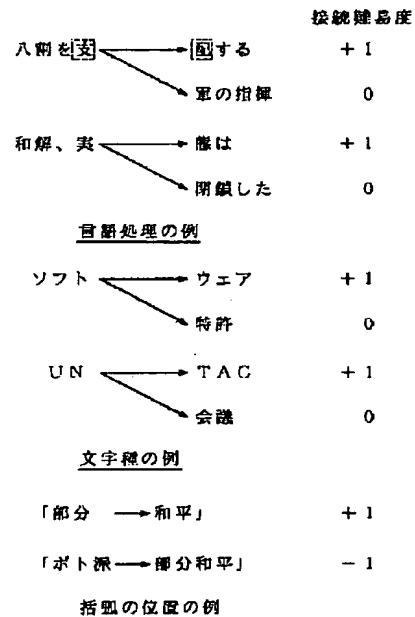 接続難易度
八割を支 配する +1
軍の指揮 0
和解、実 態は +1
閉鎖した 0
言語処理の例
ソフト ウェア +1
特許 0
UN TAC +1
会議 0
文字種の例
「部分 和平」 +1
「ポト派 部分和平」 -1
括弧の位置の例